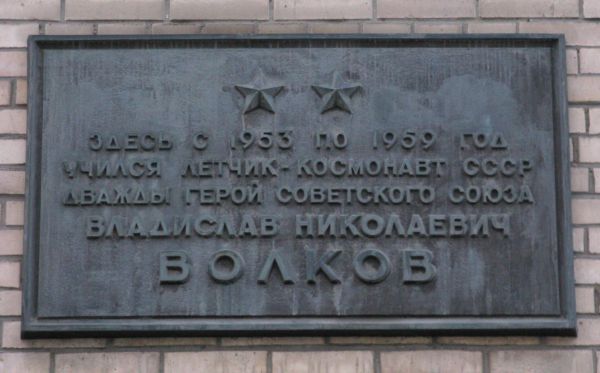 ЗДЕСЬ С 1953 ПО 1959 ГОД
УЧИЛСЯ ЛЕТЧИК-КОСМОНАВТ СССР
ДВАЖДЫ ГЕРОЙ СОВЕТСКОГО СОЮЗА
ВЛАДИСЛАВ НИКОЛАЕВИЧ
ВОЛКОВ